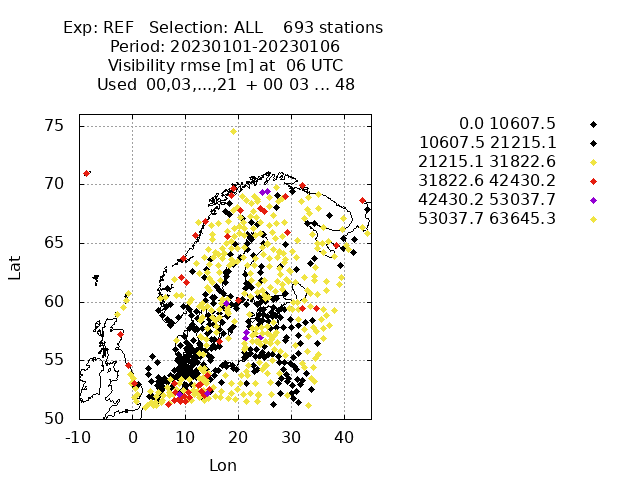 Exp: REF   Selection: ALL    693 stations
Period: 20230101-20230106
Visibility rmse [m] at  06 UTC
Used  00,03,...,21  + 00 03 ... 48
0.0 10607.5
10607.5 21215.1
21215.1 31822.6
31822.6 42430.2
42430.2 53037.7
53037.7 63645.3
75
70
65
60
55
50
Lat
-10 0 10 20 30 40
Lon